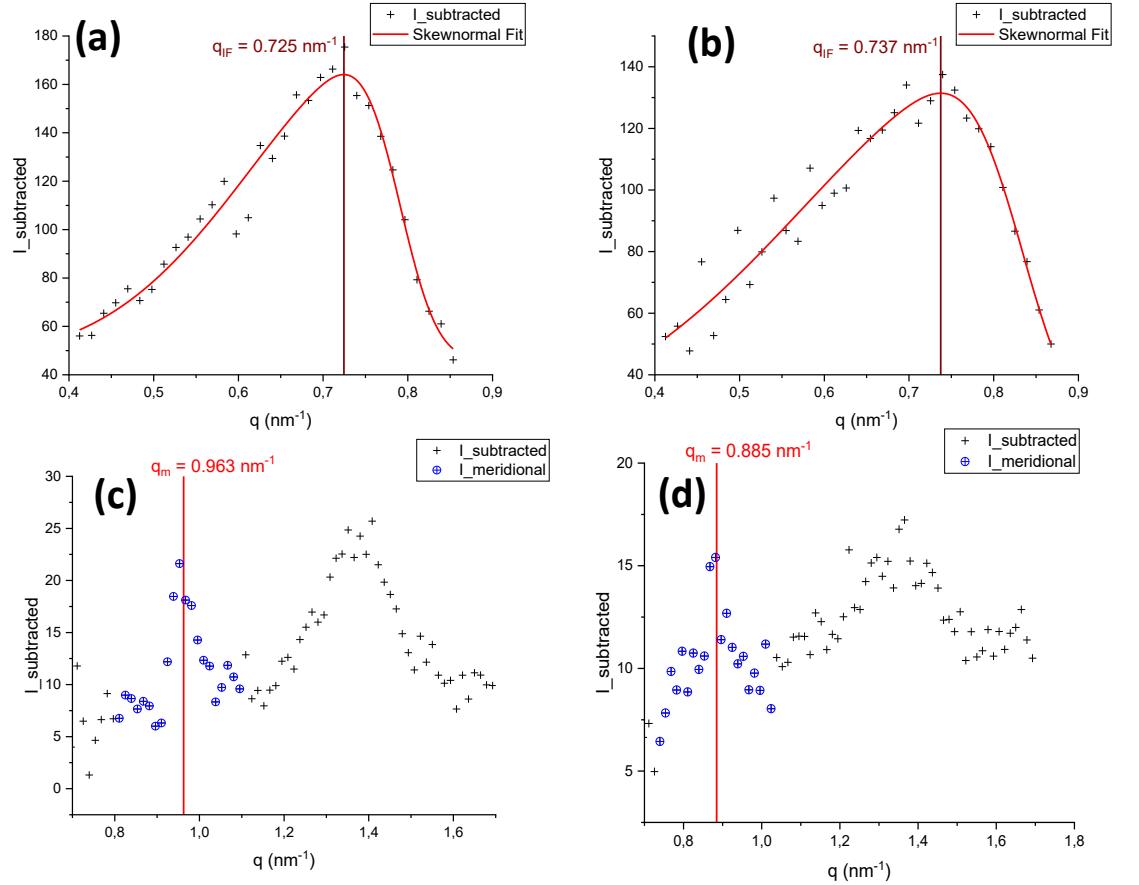 (a)
q_IF = 0.725 nm⁻¹
I_subtracted
Skewnormal Fit
180
160
140
120
100
80
60
40
I_subtracted
0,4 0,5 0,6 0,7 0,8 0,9
q (nm⁻¹)
(b)
q_IF = 0.737 nm⁻¹
I_subtracted
Skewnormal Fit
140
120
100
80
60
40
I_subtracted
0,4 0,5 0,6 0,7 0,8 0,9
q (nm⁻¹)
(c)
q_m = 0.963 nm⁻¹
I_subtracted
I_meridional
30
25
20
15
10
5
0
I_subtracted
0,8 1,0 1,2 1,4 1,6
q (nm⁻¹)
(d)
q_m = 0.885 nm⁻¹
I_subtracted
I_meridional
20
15
10
5
I_subtracted
0,8 1,0 1,2 1,4 1,6 1,8
q (nm⁻¹)